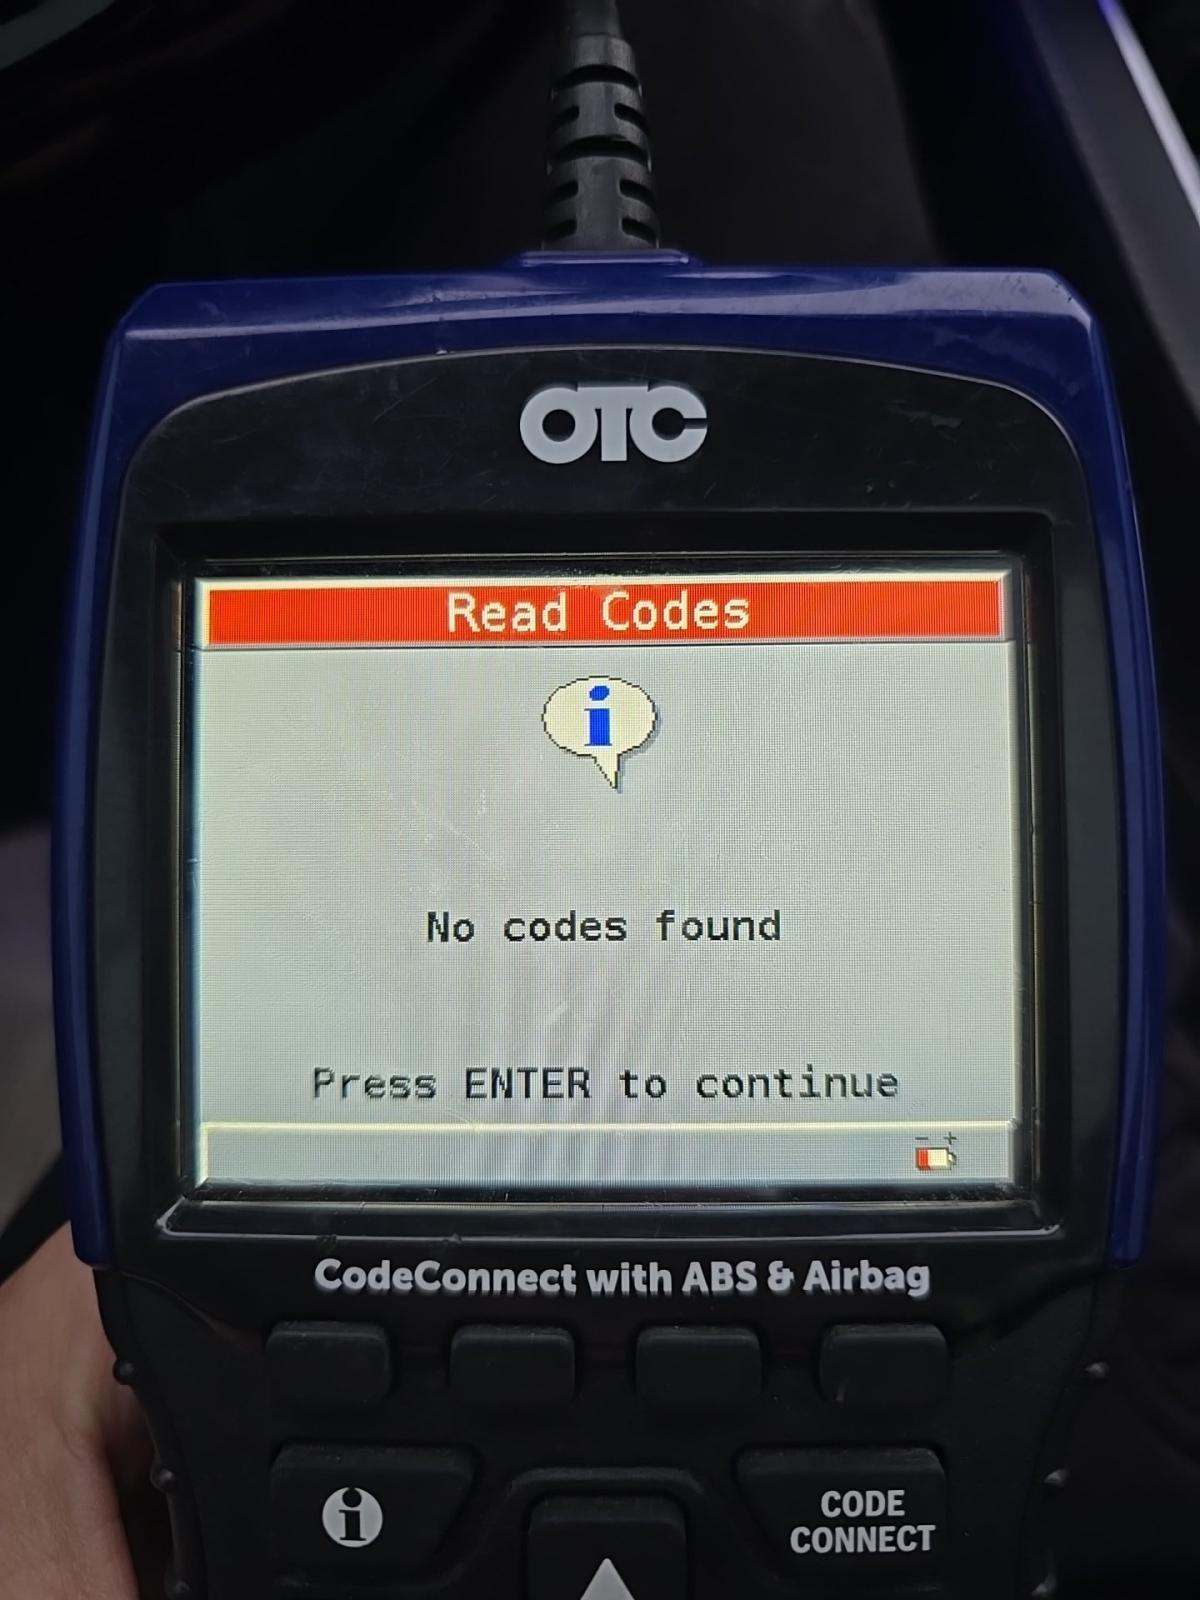 OTC
Read Codes
i
No codes found
Press ENTER to continue
- +
CodeConnect with ABS & Airbag
i
CODE
CONNECT